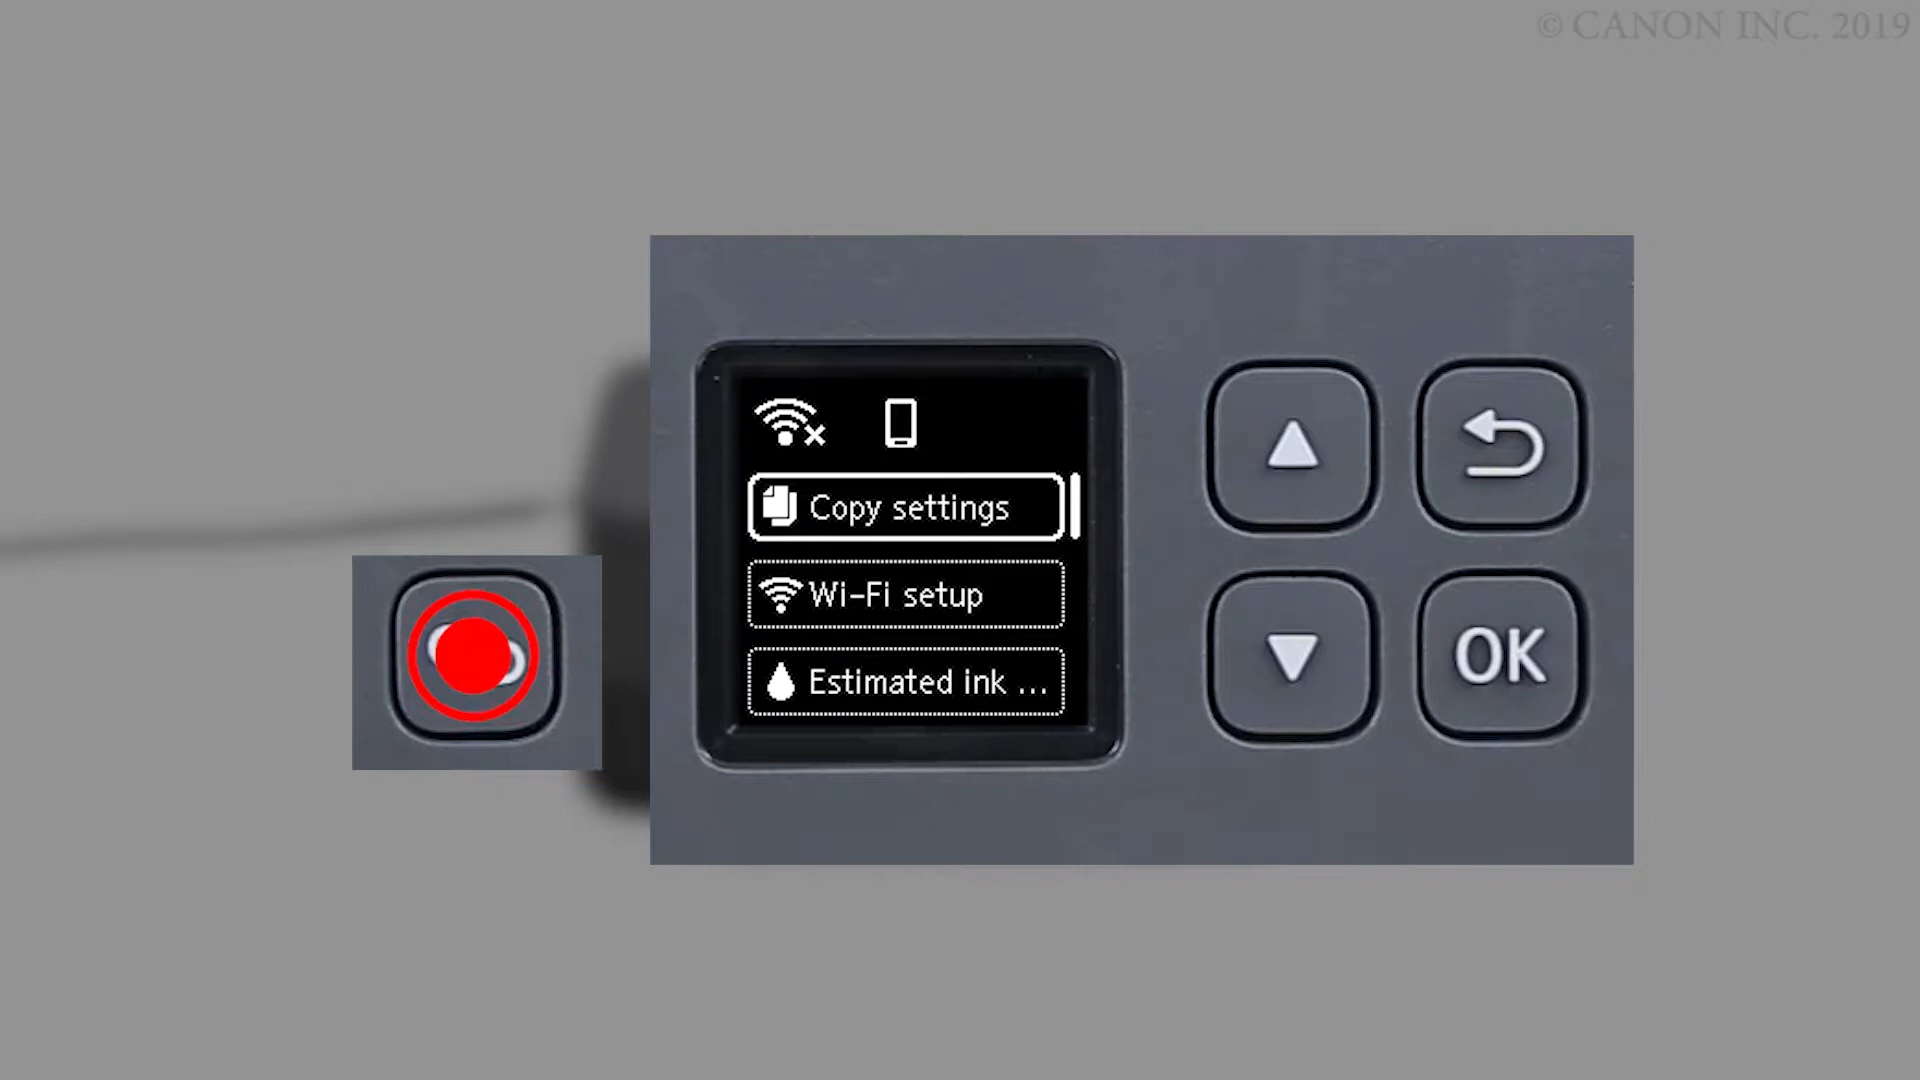 © CANON INC. 2019
Copy settings
Wi-Fi setup
Estimated ink ...
OK